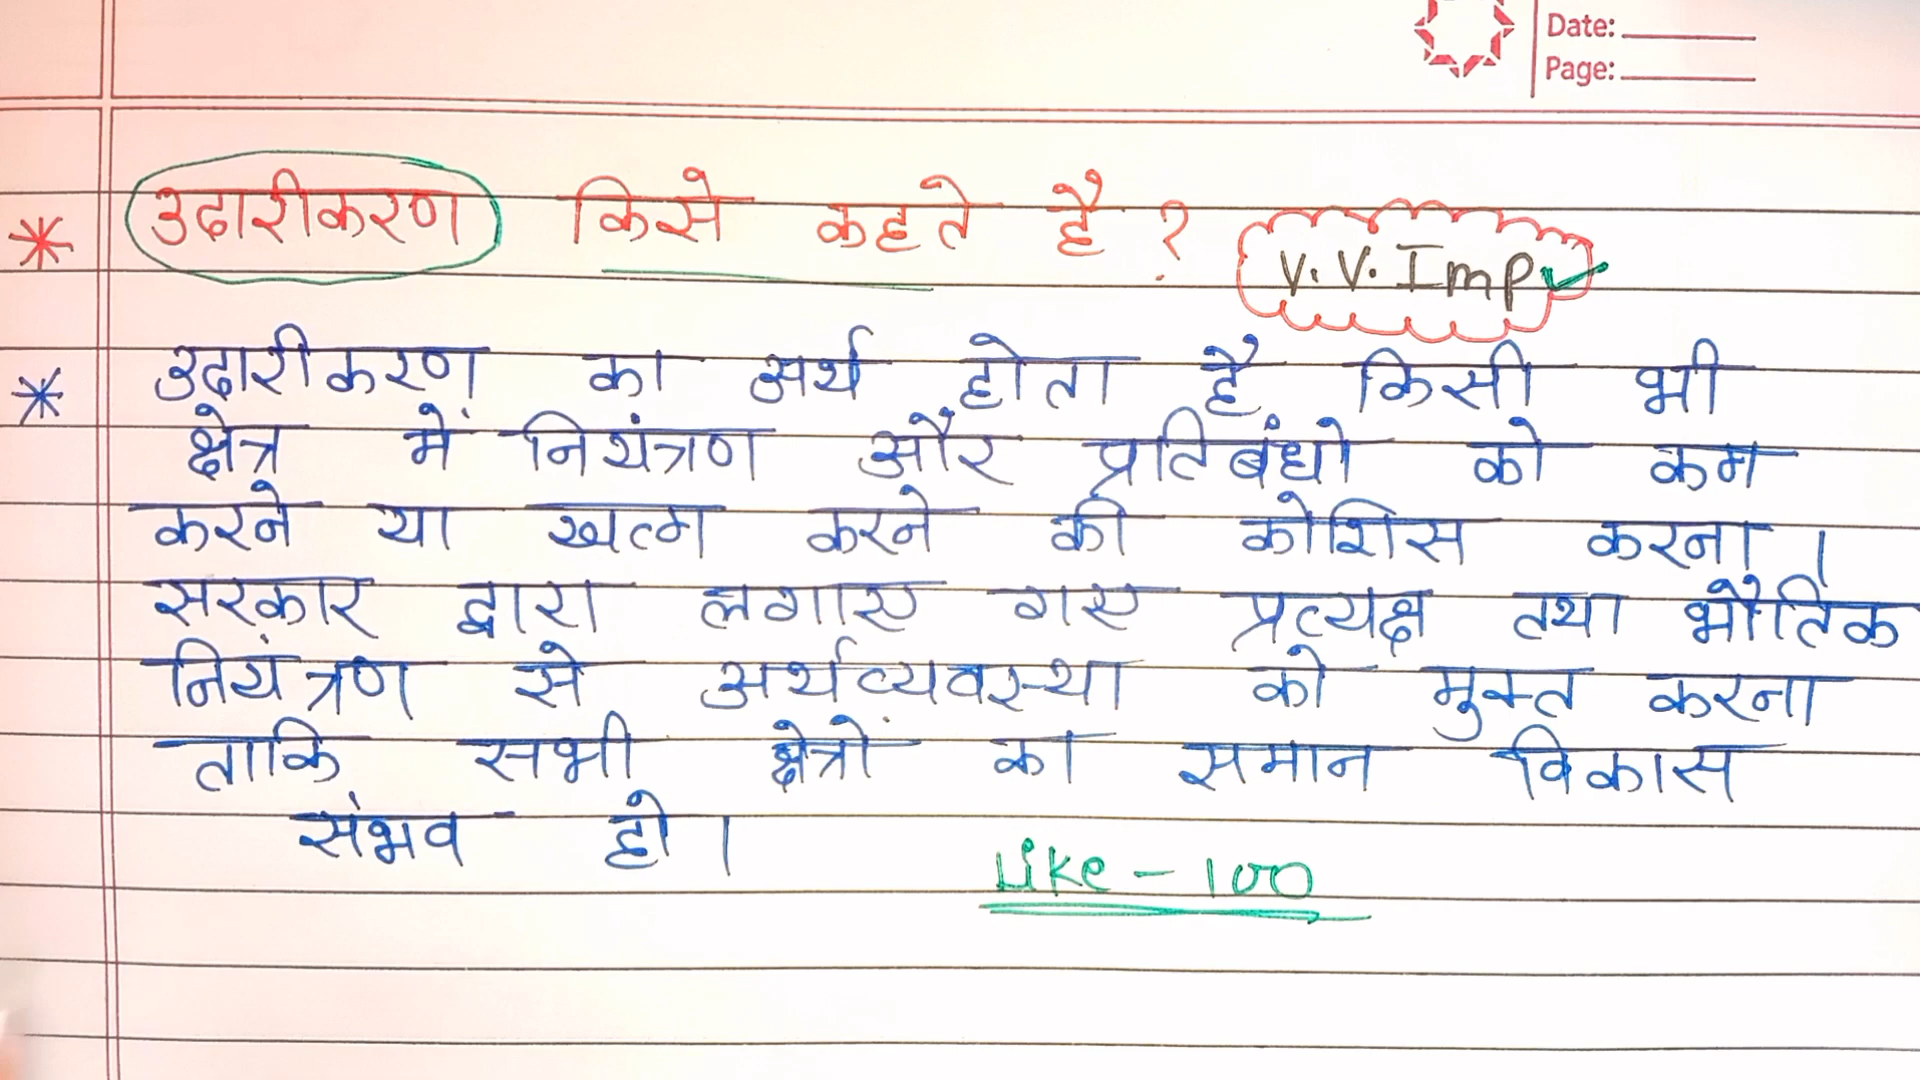 Date:
Page:
उदारीकरण किसे कहते है ?
V.V. Imp
उदारीकरण का अर्थ होता है किसी भी
क्षेत्र में नियंत्रण और प्रतिबंधो को कम
करने या खत्म करने की कोशिस करना ।
सरकार द्वारा लगाए गए प्रत्यक्ष तथा भौतिक
नियंत्रण से अर्थव्यवस्था को मुक्त करना
ताकि सभी क्षेत्रों का समान विकास
संभव हो ।
Like - 100